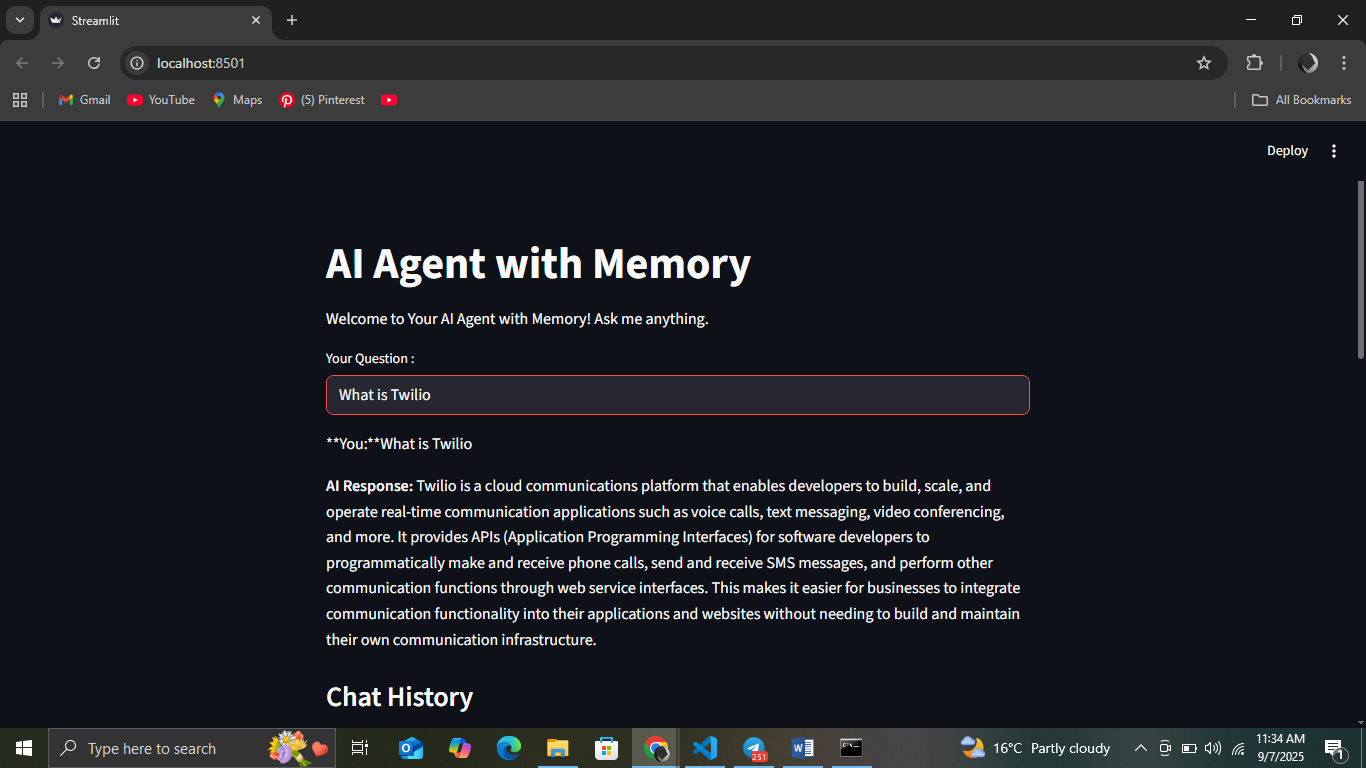 Streamlit
localhost:8501
Gmail
YouTube
Maps
(5) Pinterest
All Bookmarks
Deploy
AI Agent with Memory
Welcome to Your AI Agent with Memory! Ask me anything.
Your Question :
What is Twilio
**You:**What is Twilio
AI Response: Twilio is a cloud communications platform that enables developers to build, scale, and
operate real-time communication applications such as voice calls, text messaging, video conferencing,
and more. It provides APIs (Application Programming Interfaces) for software developers to
programmatically make and receive phone calls, send and receive SMS messages, and perform other
communication functions through web service interfaces. This makes it easier for businesses to integrate
communication functionality into their applications and websites without needing to build and maintain
their own communication infrastructure.
Chat History
Type here to search
251
16°C Partly cloudy
11:34 AM
9/7/2025
1